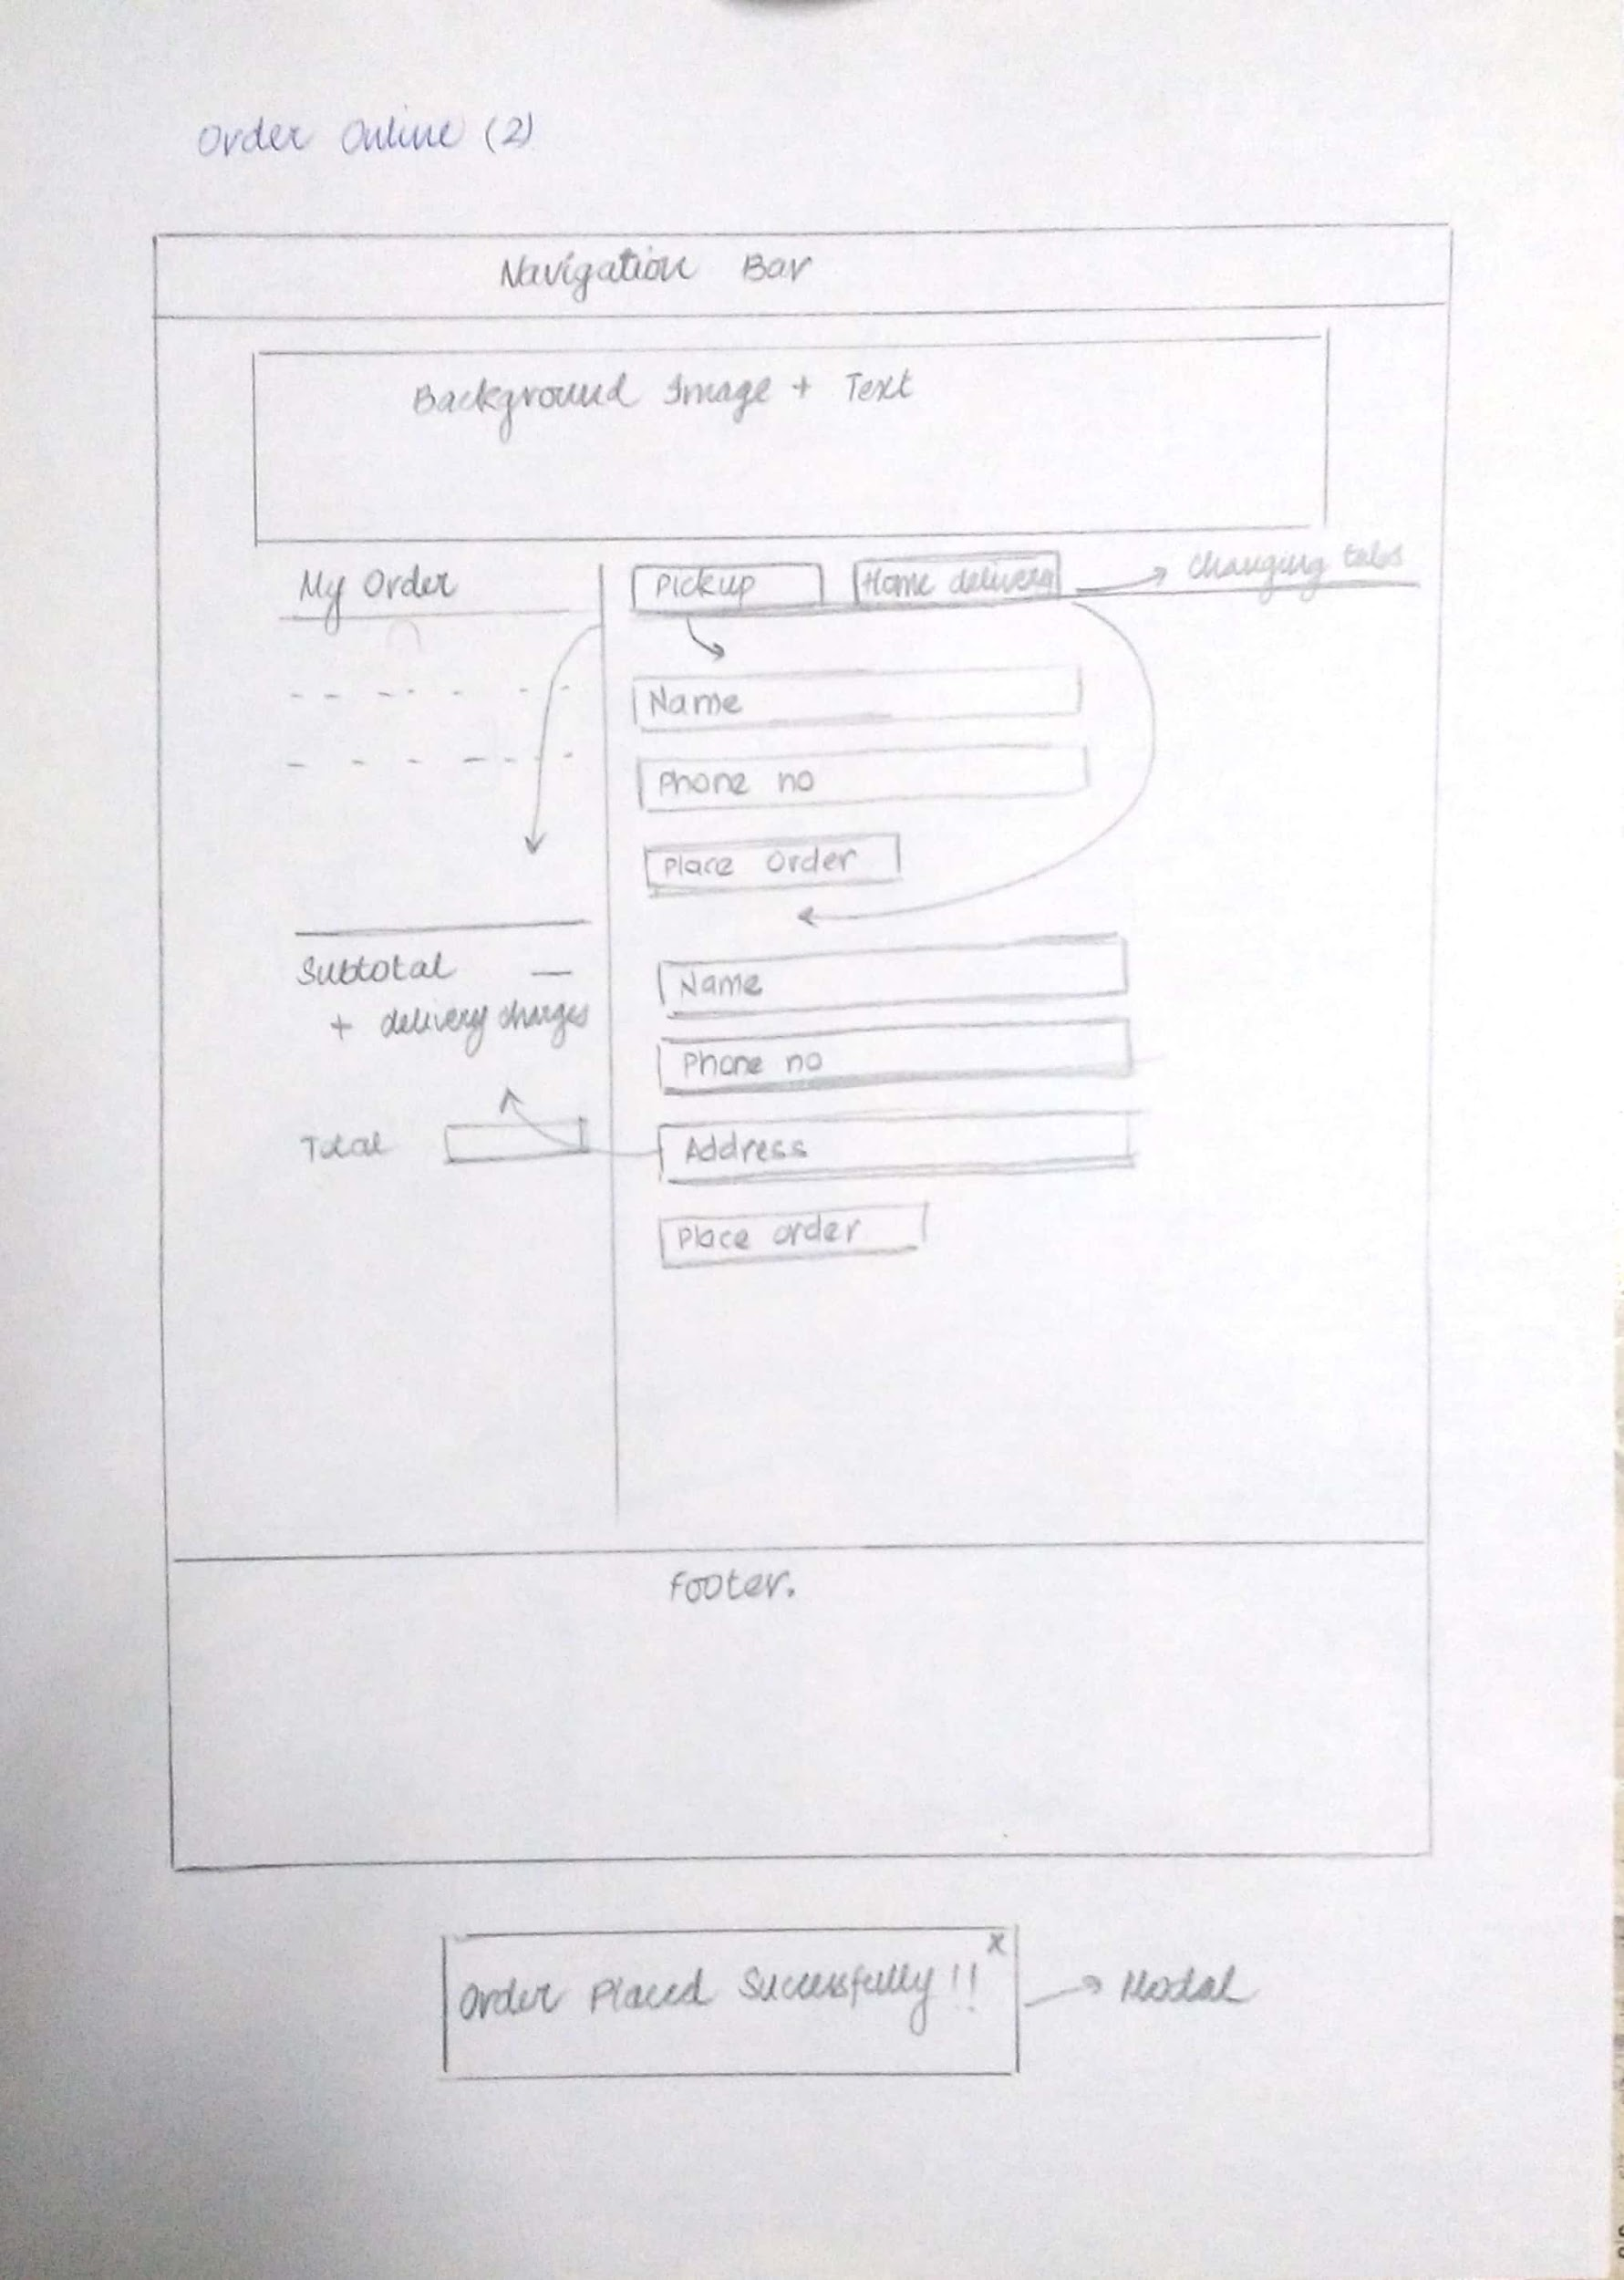 Order Online (2)
Navigation Bar
Background Image + Text
My Order
Pickup
Home delivery
Changing tabs
Name
Phone no
Place Order
Subtotal —
+ delivery charges
Total
Name
Phone no
Address
Place order
Footer.
x
Order Placed Successfully!!
Modal